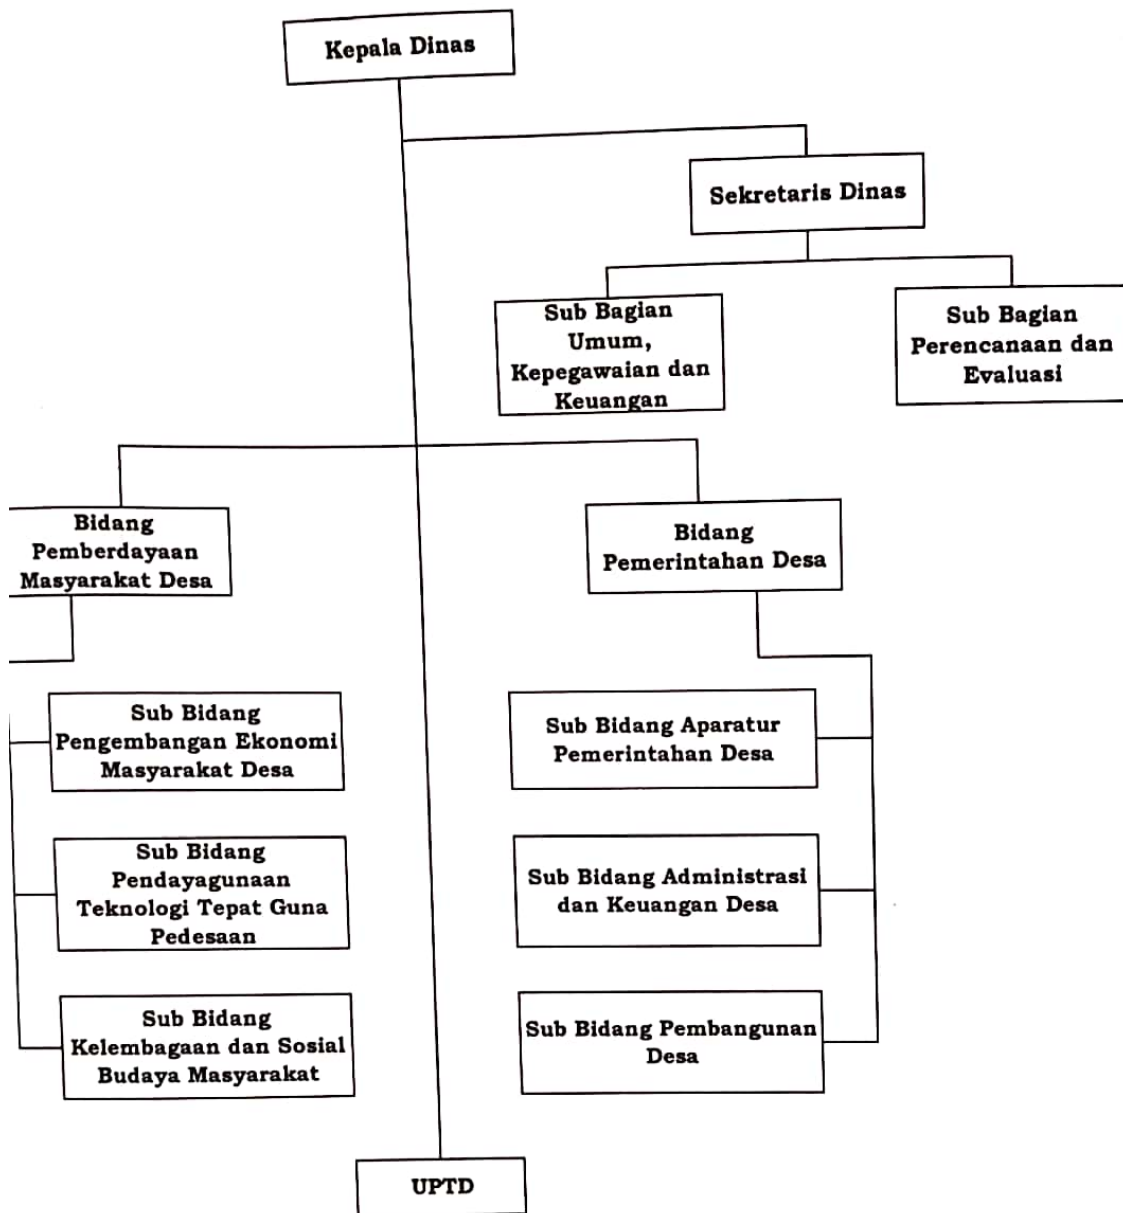 Kepala Dinas
Sekretaris Dinas
Sub Bagian
Umum,
Kepegawaian dan
Keuangan
Sub Bagian
Perencanaan dan
Evaluasi
Bidang
Pemberdayaan
Masyarakat Desa
Bidang
Pemerintahan Desa
Sub Bidang
Pengembangan Ekonomi
Masyarakat Desa
Sub Bidang
Pendayagunaan
Teknologi Tepat Guna
Pedesaan
Sub Bidang
Kelembagaan dan Sosial
Budaya Masyarakat
Sub Bidang Aparatur
Pemerintahan Desa
Sub Bidang Administrasi
dan Keuangan Desa
Sub Bidang Pembangunan
Desa
UPTD